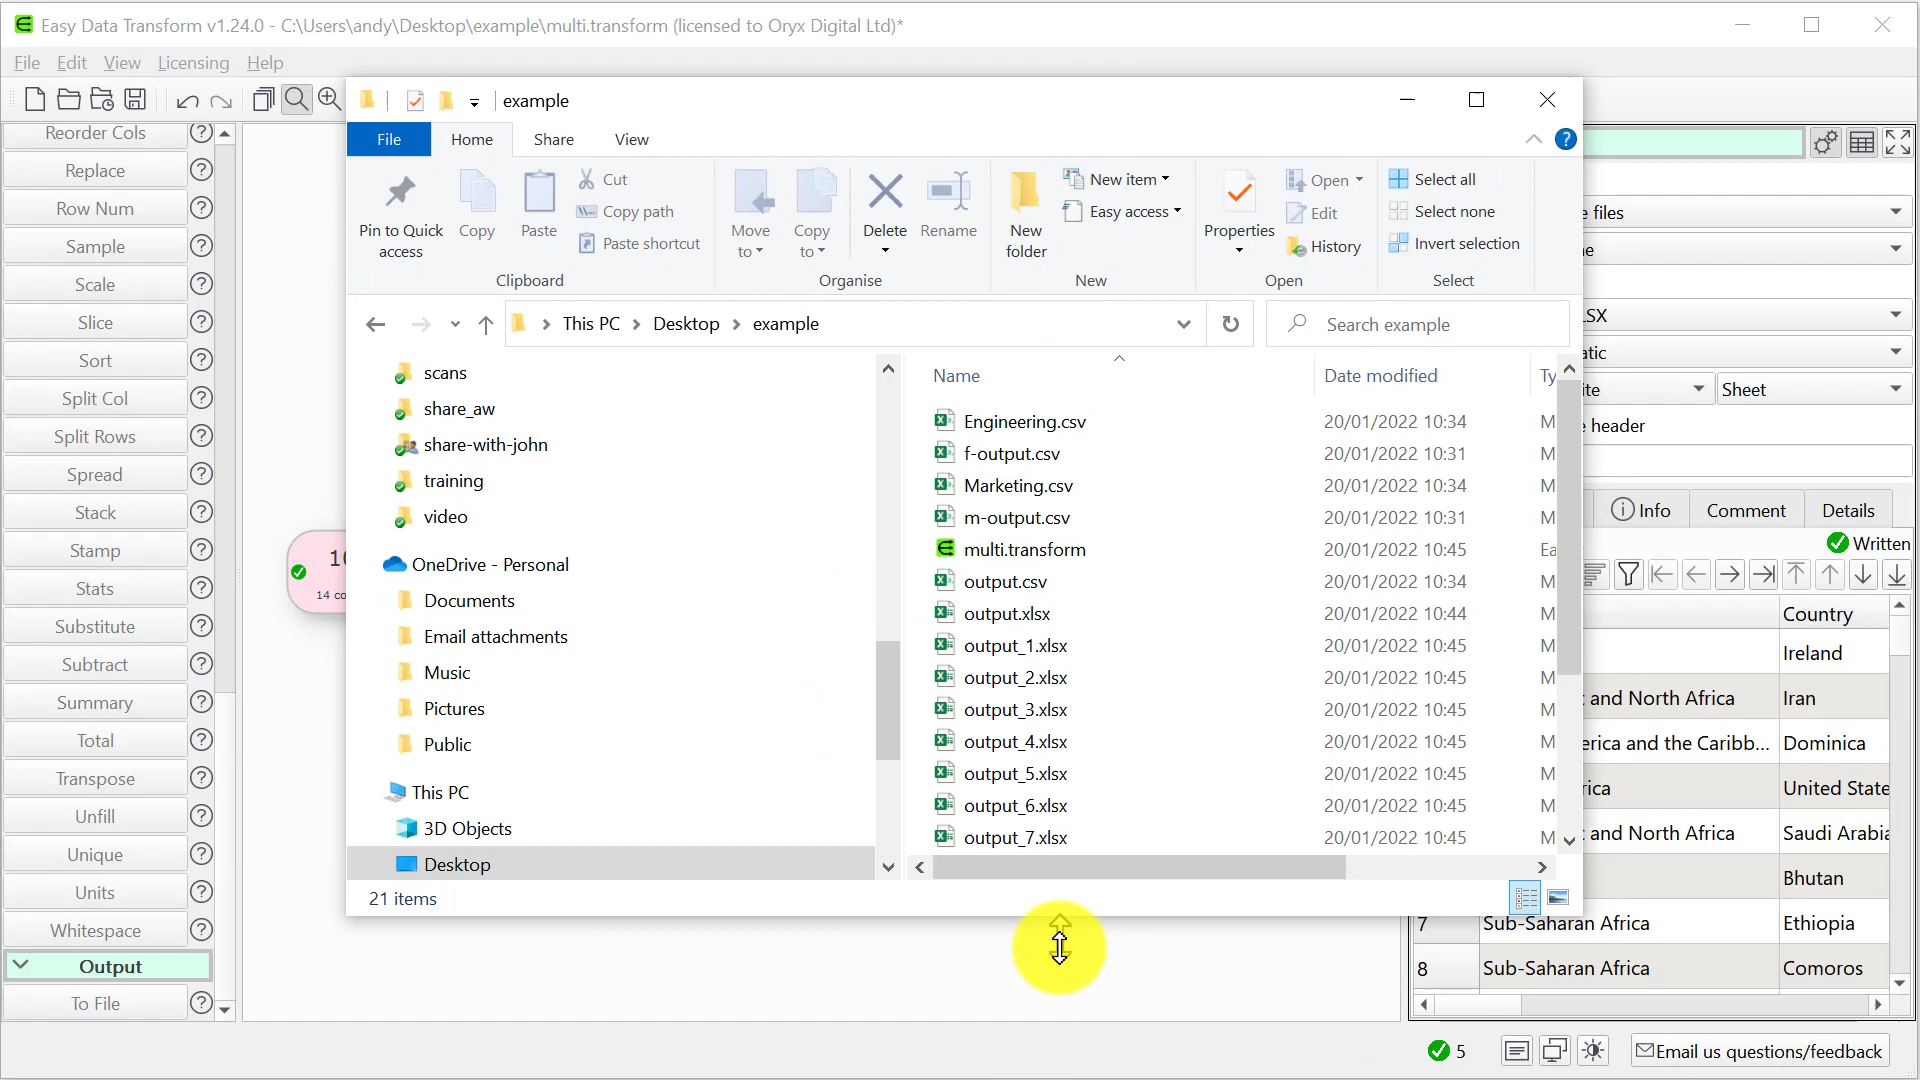 Easy Data Transform v1.24.0 - C:\Users\andy\Desktop\example\multi.transform (licensed to Oryx Digital Ltd)*
File Edit View Licensing Help
Reorder Cols
Replace
Row Num
Sample
Scale
Slice
Sort
Split Col
Split Rows
Spread
Stack
Stamp
Stats
Substitute
Subtract
Summary
Total
Transpose
Unfill
Unique
Units
Whitespace
Output
To File
14 co
example
File Home Share View
Pin to Quick access
Copy
Paste
Cut
Copy path
Paste shortcut
Clipboard
Move to
Copy to
Delete
Rename
Organise
New folder
New item
Easy access
New
Properties
Open
Edit
History
Open
Select all
Select none
Invert selection
Select
This PC Desktop example
Search example
scans
share_aw
share-with-john
training
video
OneDrive - Personal
Documents
Email attachments
Music
Pictures
Public
This PC
3D Objects
Desktop
Name Date modified Ty
Engineering.csv 20/01/2022 10:34 M
f-output.csv 20/01/2022 10:31 M
Marketing.csv 20/01/2022 10:34 M
m-output.csv 20/01/2022 10:31 M
multi.transform 20/01/2022 10:45 Ea
output.csv 20/01/2022 10:34 M
output.xlsx 20/01/2022 10:44 M
output_1.xlsx 20/01/2022 10:45 M
output_2.xlsx 20/01/2022 10:45 M
output_3.xlsx 20/01/2022 10:45 M
output_4.xlsx 20/01/2022 10:45 M
output_5.xlsx 20/01/2022 10:45 M
output_6.xlsx 20/01/2022 10:45 M
output_7.xlsx 20/01/2022 10:45 M
21 items
e files
ne
LSX
atic
ite Sheet
e header
Info Comment Details
Written
Country
Ireland
and North Africa Iran
erica and the Caribb... Dominica
rica United State
and North Africa Saudi Arabia
Bhutan
7 Sub-Saharan Africa Ethiopia
8 Sub-Saharan Africa Comoros
5
Email us questions/feedback